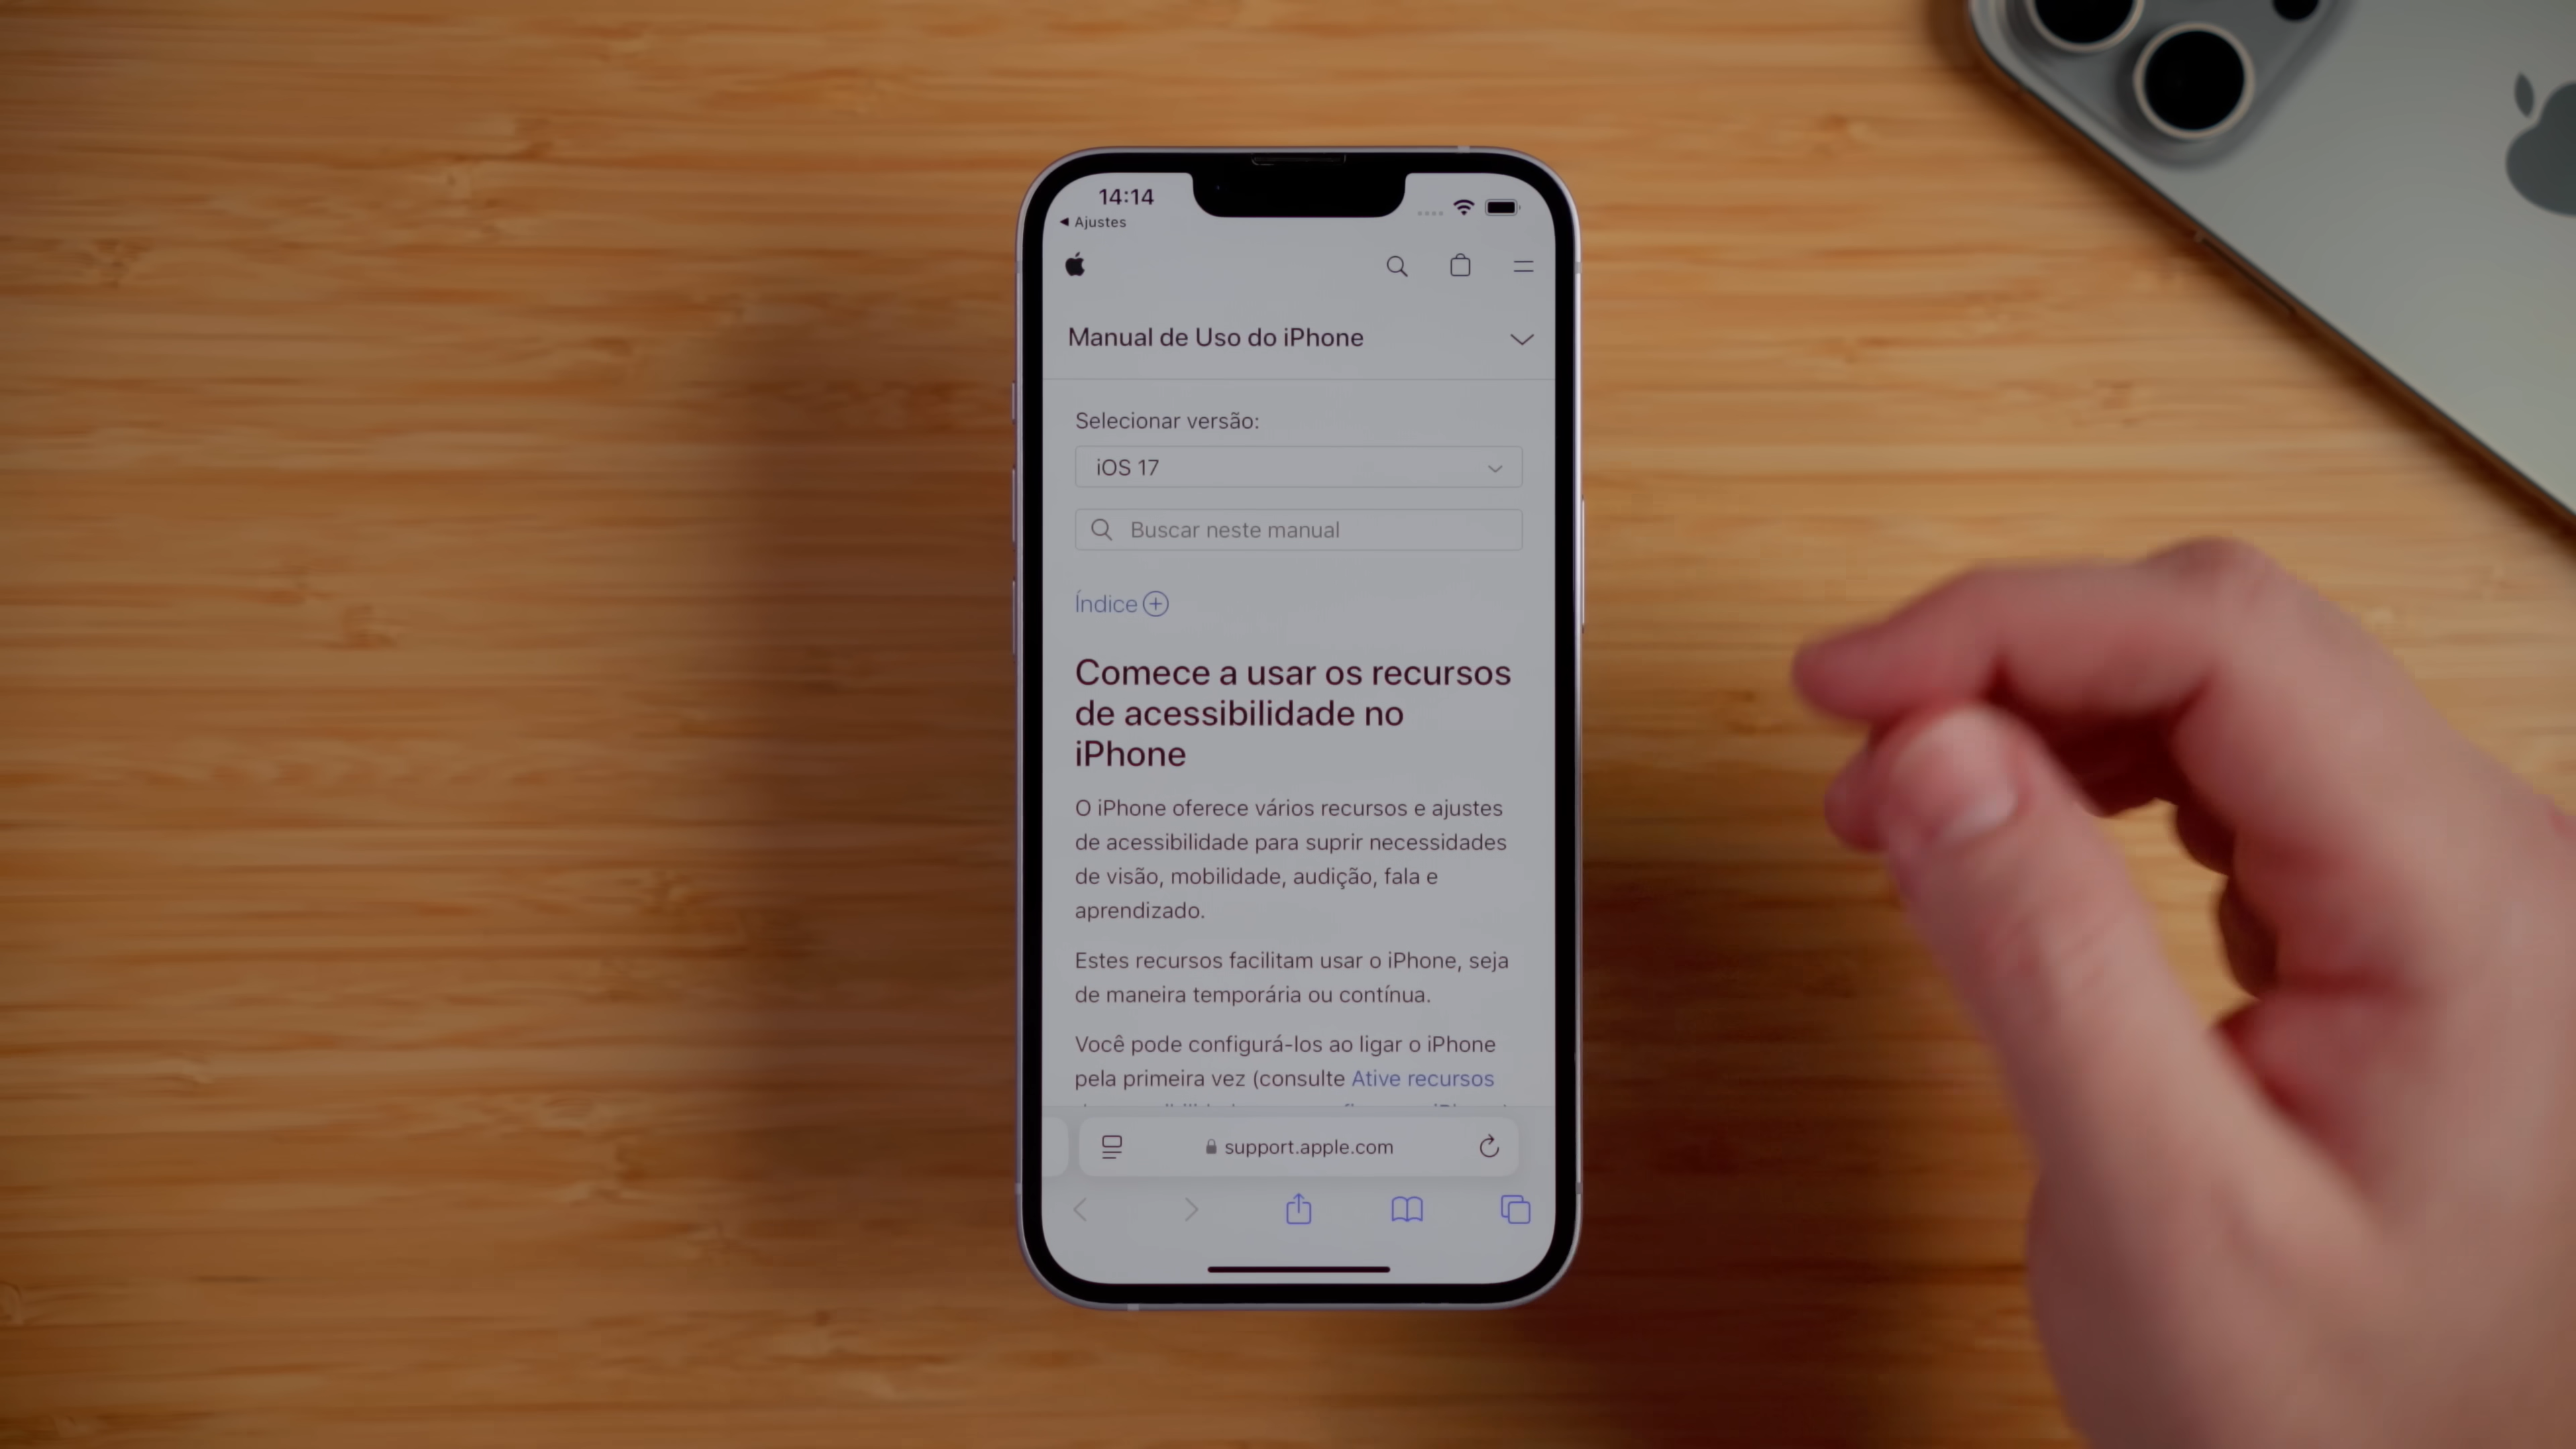 14:14
Ajustes
Manual de Uso do iPhone
Selecionar versão:
iOS 17
Buscar neste manual
Índice
Comece a usar os recursos
de acessibilidade no
iPhone
O iPhone oferece vários recursos e ajustes
de acessibilidade para suprir necessidades
de visão, mobilidade, audição, fala e
aprendizado.
Estes recursos facilitam usar o iPhone, seja
de maneira temporária ou contínua.
Você pode configurá-los ao ligar o iPhone
pela primeira vez (consulte Ative recursos
support.apple.com